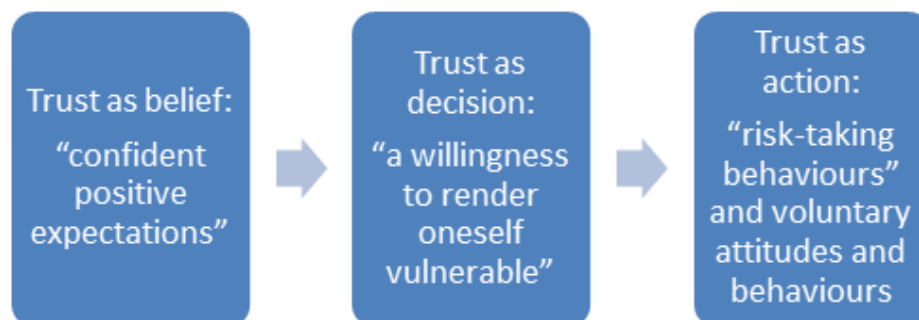 Trust as belief:
“confident
positive
expectations”
Trust as
decision:
“a willingness
to render
oneself
vulnerable”
Trust as
action:
“risk-taking
behaviours”
and voluntary
attitudes and
behaviours